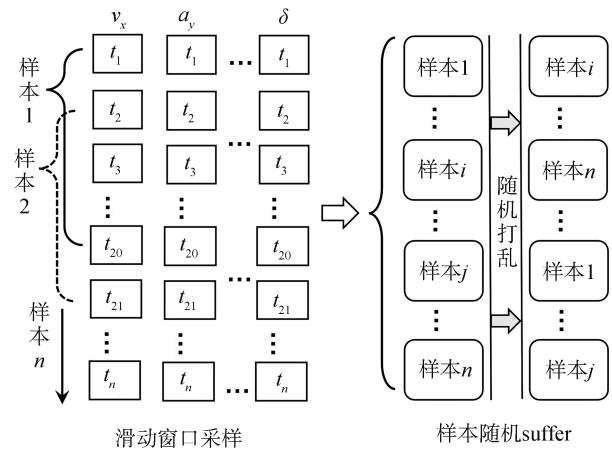 v_x a_y δ
样本1
t_1 t_1 … t_1
t_2 t_2 t_2
样本2
t_3 t_3 … t_3
⋮ ⋮ ⋮
t_20 t_20 t_20
t_21 t_21 … t_21
样本n
⋮ ⋮ ⋮
t_n t_n … t_n
滑动窗口采样
样本1
⋮
样本i
⋮
样本j
⋮
样本n
随机打乱
样本i
⋮
样本n
⋮
样本1
⋮
样本j
样本随机suffer